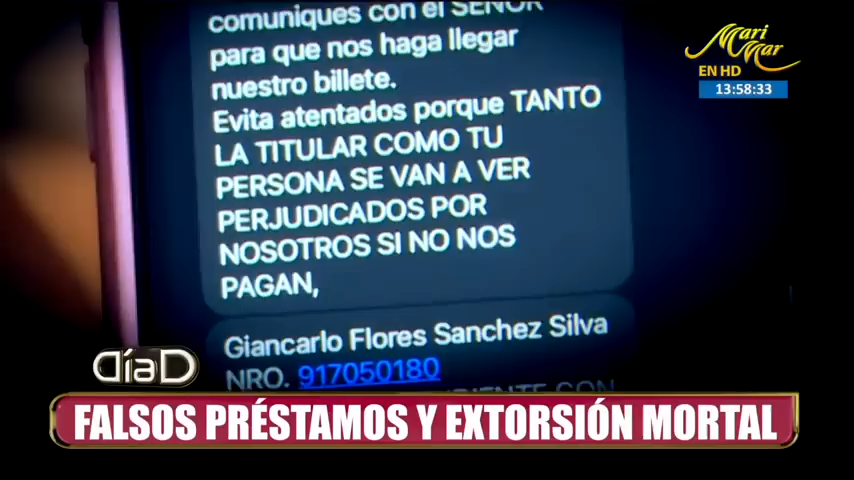 comuniques con el SEÑOR
para que nos haga llegar
nuestro billete.
Evita atentados porque TANTO
LA TITULAR COMO TU
PERSONA SE VAN A VER
PERJUDICADOS POR
NOSOTROS SI NO NOS
PAGAN,
Giancarlo Flores Sanchez Silva
NRO. 917050180
Mari
Mar
EN HD
13:58:33
DíaD
FALSOS PRÉSTAMOS Y EXTORSIÓN MORTAL